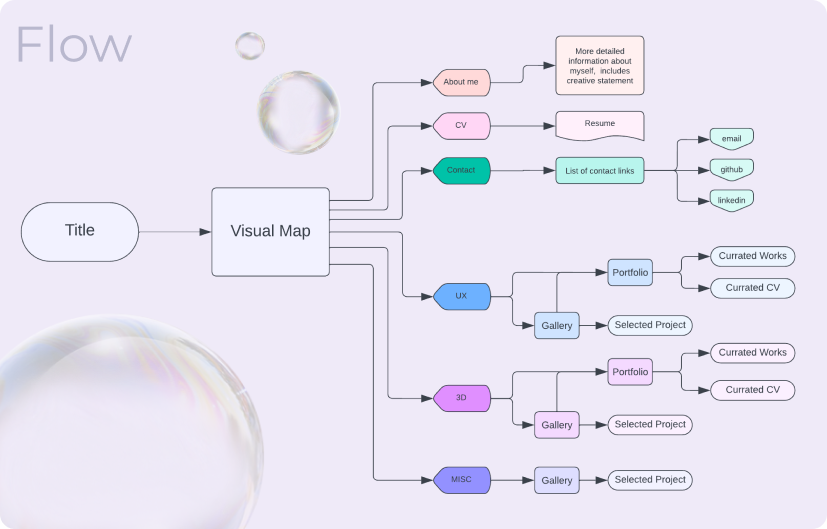 Flow
More detailed
information about
myself, includes
creative statement
About me
CV
Resume
email
Contact
List of contact links
github
linkedin
Title
Visual Map
Currated Works
Portfolio
Currated CV
UX
Gallery
Selected Project
Currated Works
Portfolio
Currated CV
3D
Gallery
Selected Project
MISC
Gallery
Selected Project